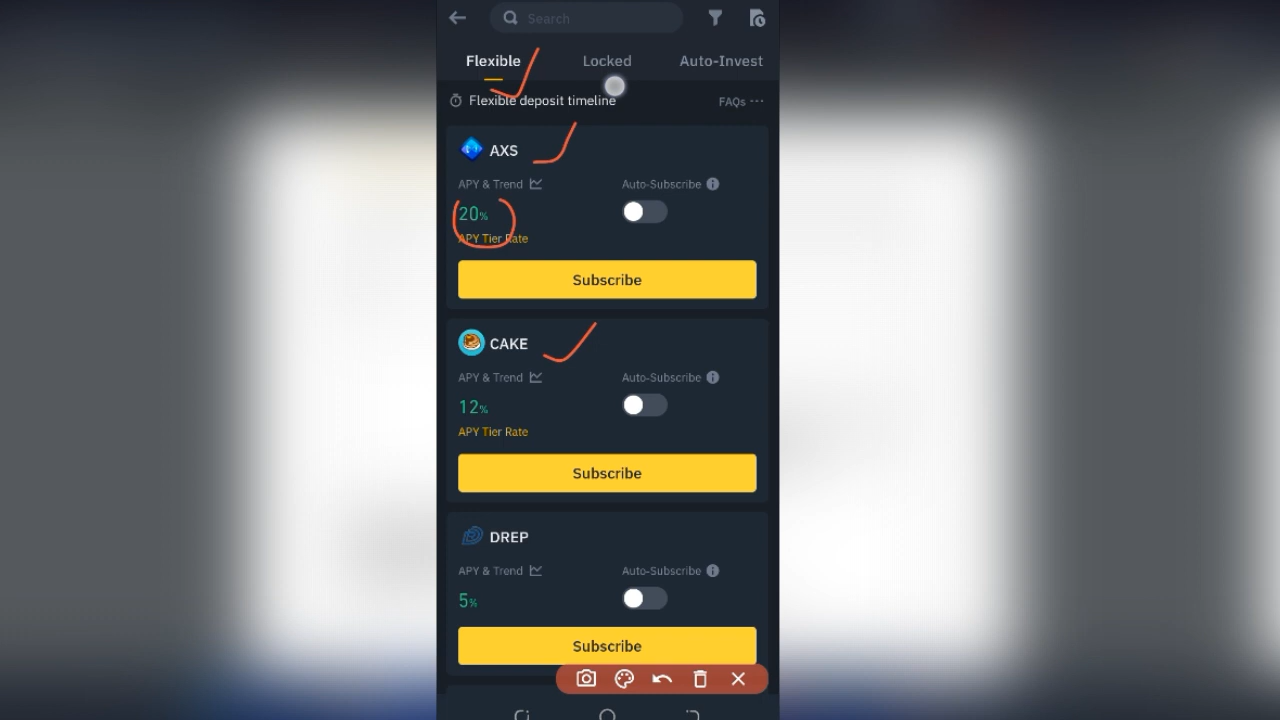 Search
Flexible Locked Auto-Invest
Flexible deposit timeline FAQs ...
AXS
APY & Trend Auto-Subscribe
20%
APY Tier Rate
Subscribe
CAKE
APY & Trend Auto-Subscribe
12%
APY Tier Rate
Subscribe
DREP
APY & Trend Auto-Subscribe
5%
Subscribe